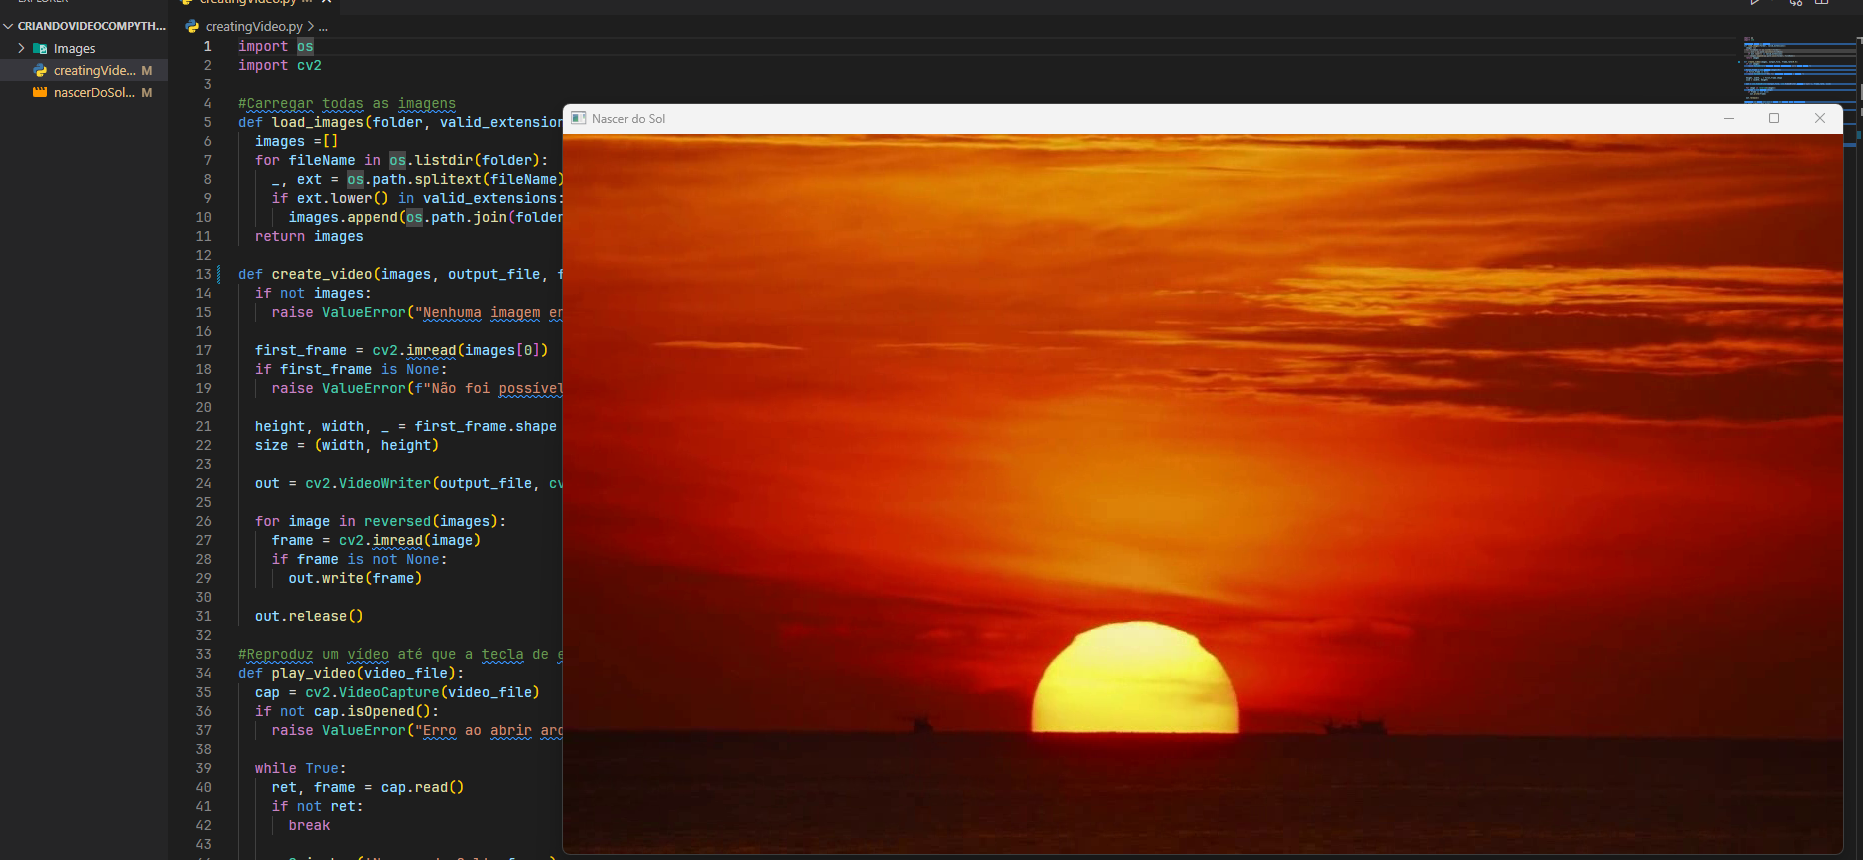 EXPLORER
creatingVideo.py
CRIANDOVIDEOCOMPYTH...
Images
creatingVide... M
nascerDoSol... M
creatingVideo.py > ...
1 import os
2 import cv2
3
4 #Carregar todas as imagens
5 def load_images(folder, valid_extension
6 images =[]
7 for fileName in os.listdir(folder):
8 _, ext = os.path.splitext(fileName)
9 if ext.lower() in valid_extensions:
10 images.append(os.path.join(folder
11 return images
12
13 def create_video(images, output_file, f
14 if not images:
15 raise ValueError("Nenhuma imagem en
16
17 first_frame = cv2.imread(images[0])
18 if first_frame is None:
19 raise ValueError(f"Não foi possível
20
21 height, width, _ = first_frame.shape
22 size = (width, height)
23
24 out = cv2.VideoWriter(output_file, cv
25
26 for image in reversed(images):
27 frame = cv2.imread(image)
28 if frame is not None:
29 out.write(frame)
30
31 out.release()
32
33 #Reproduz um vídeo até que a tecla de e
34 def play_video(video_file):
35 cap = cv2.VideoCapture(video_file)
36 if not cap.isOpened():
37 raise ValueError("Erro ao abrir arq
38
39 while True:
40 ret, frame = cap.read()
41 if not ret:
42 break
43
Nascer do Sol